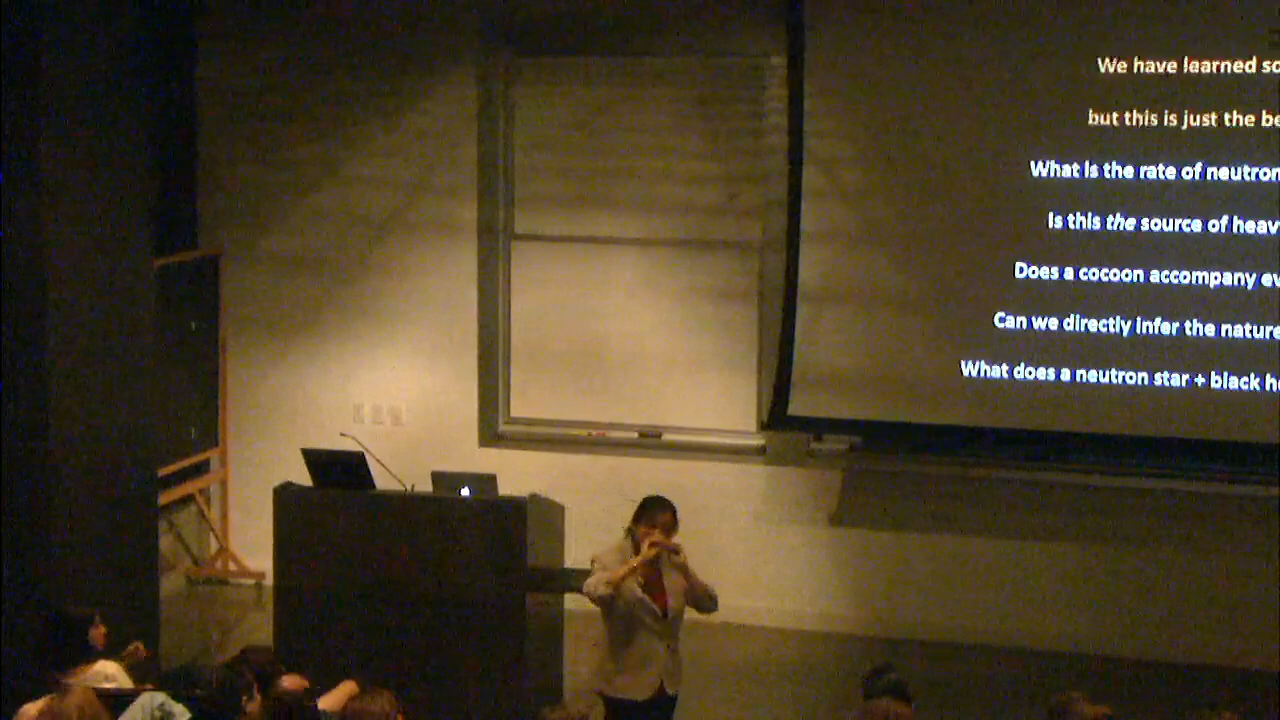 We have learned so
but this is just the be
What is the rate of neutron
Is this the source of heav
Does a cocoon accompany ev
Can we directly infer the nature
What does a neutron star + black h